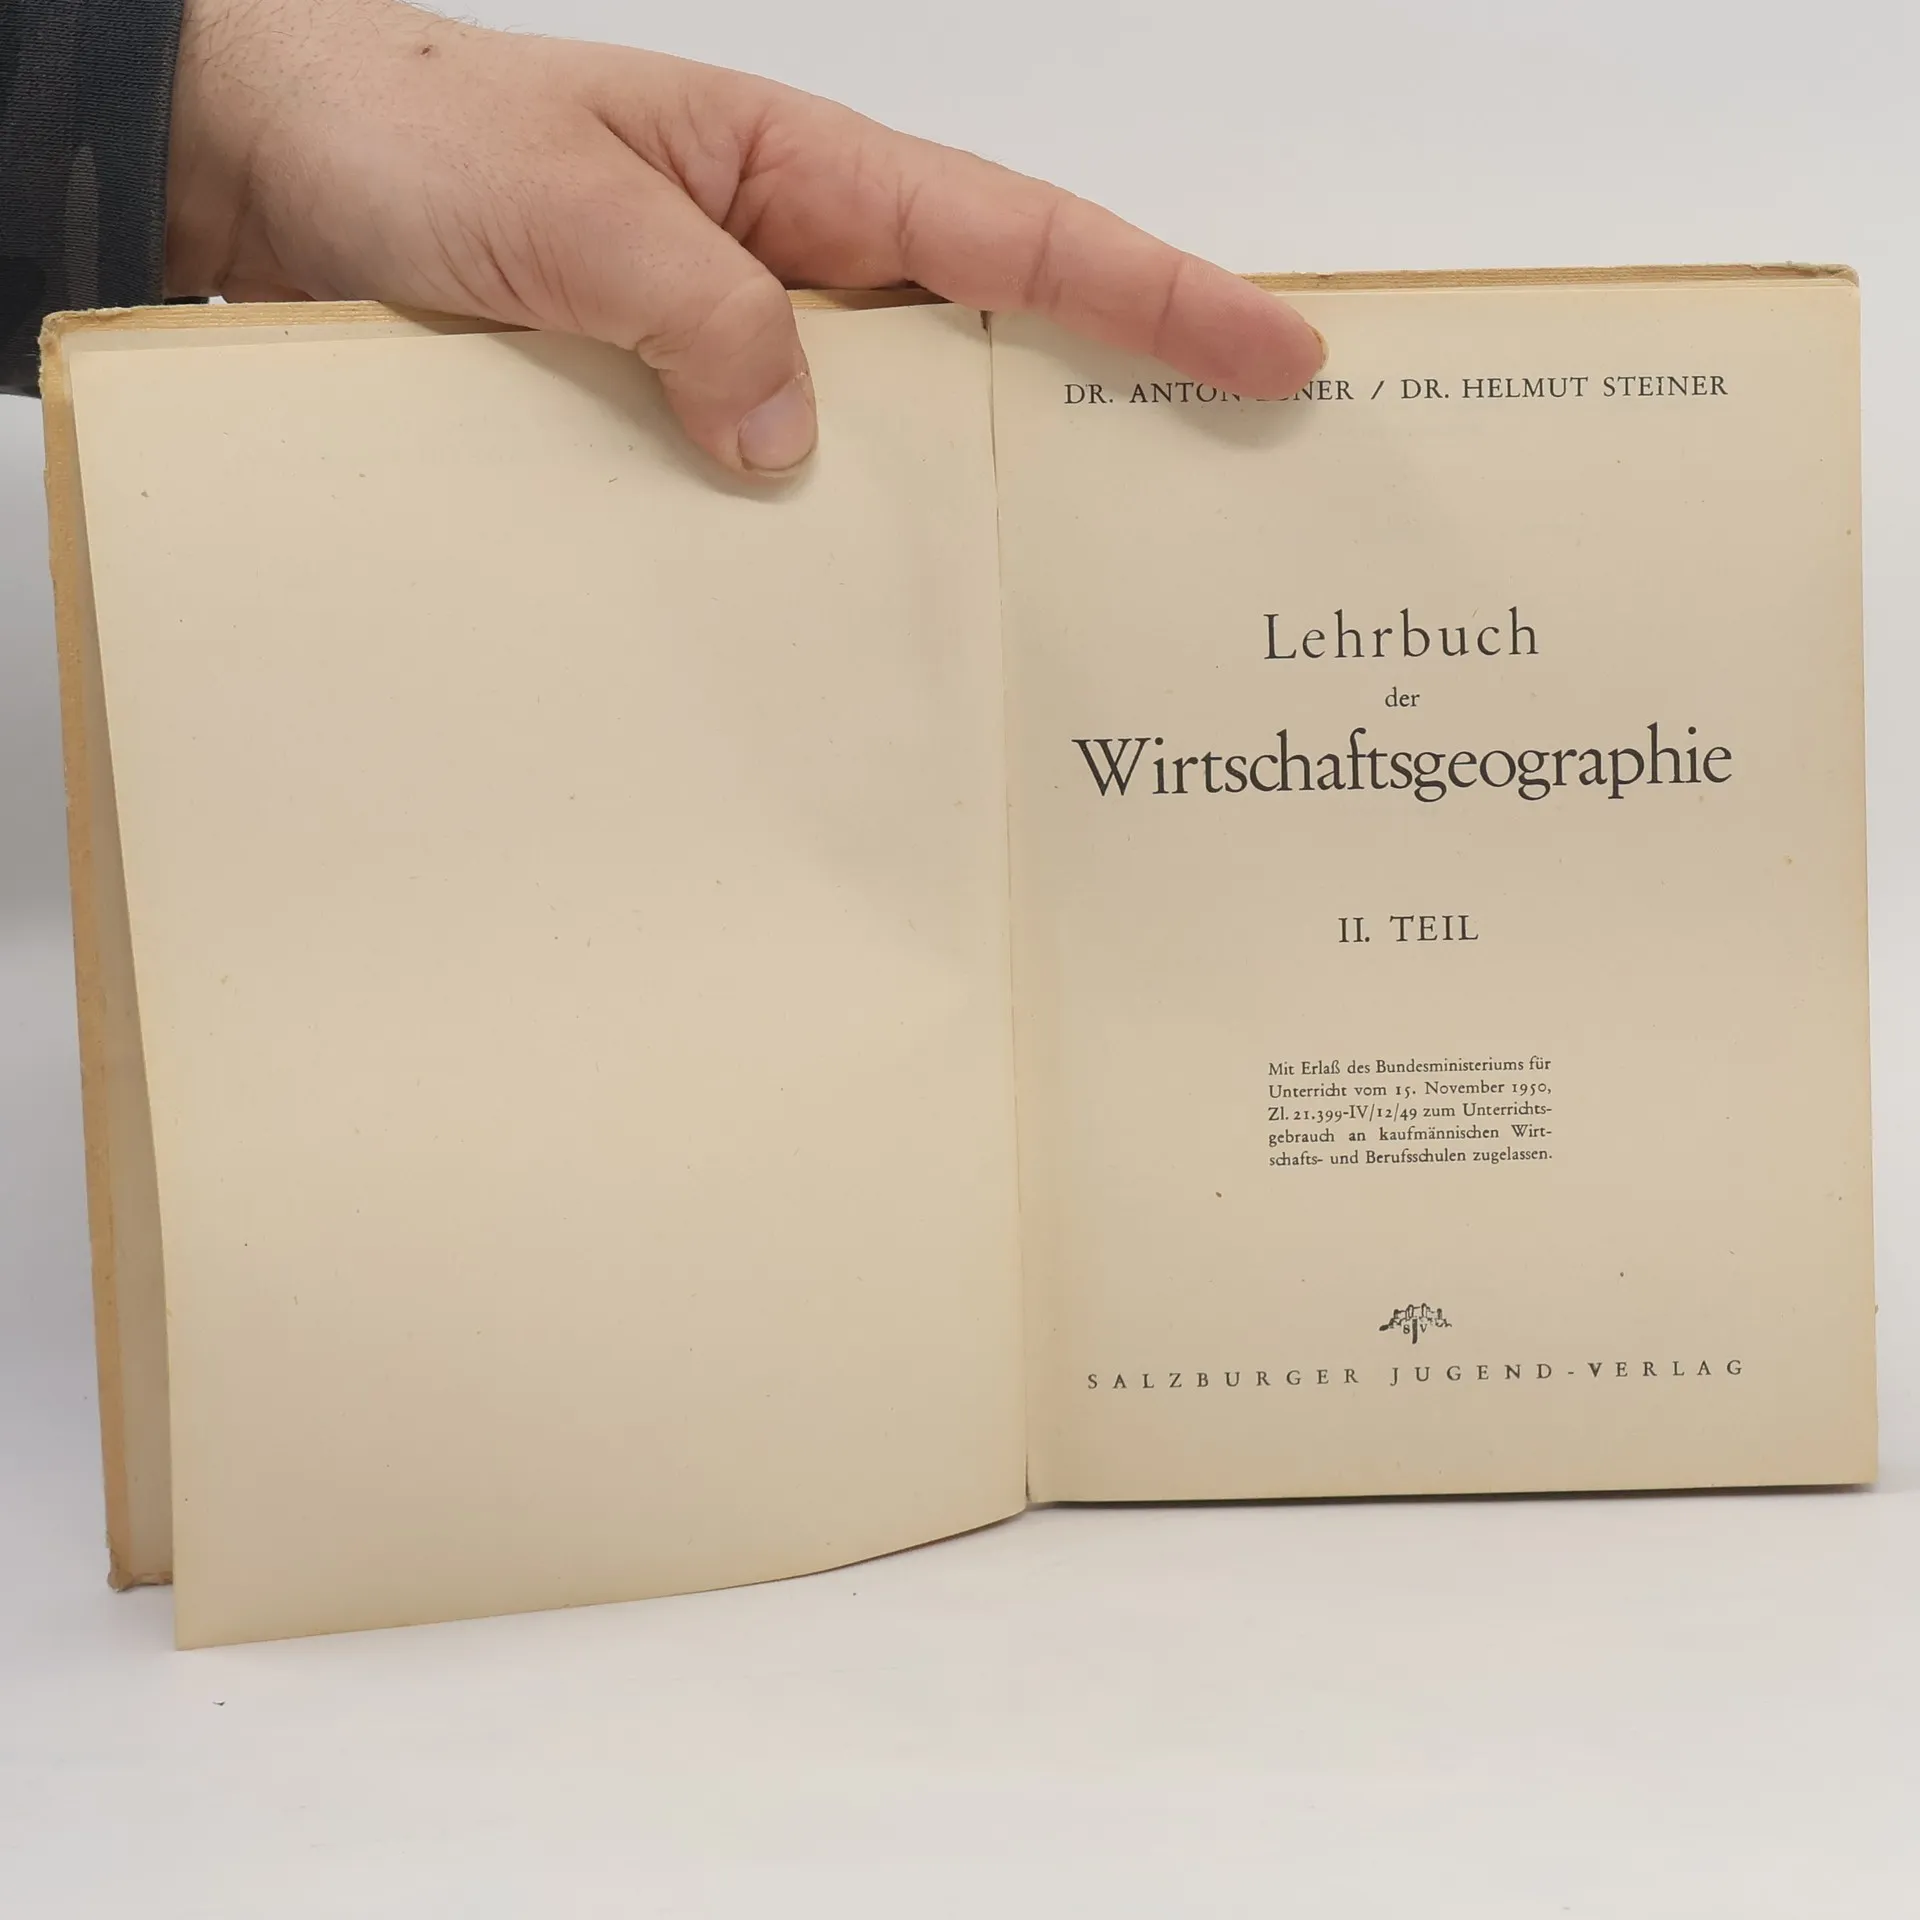 DR. ANTON / DR. HELMUT STEINER
Lehrbuch
der
Wirtschaftsgeographie
II. TEIL
Mit Erlaß des Bundesministeriums für
Unterricht vom 15. November 1950,
Zl. 21.399-IV/12/49 zum Unterrichts-
gebrauch an kaufmännischen Wirt-
schafts- und Berufsschulen zugelassen.
S V
SALZBURGER JUGEND-VERLAG